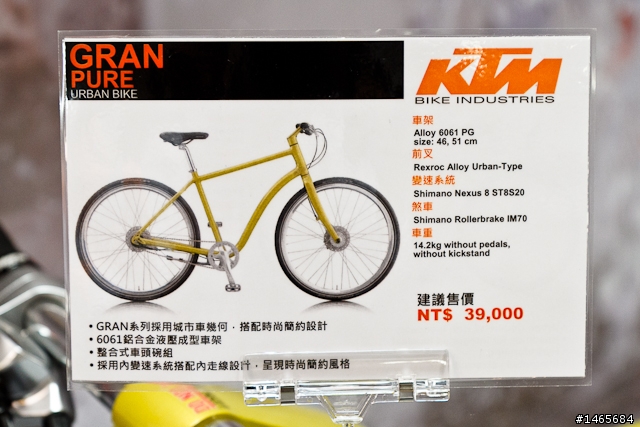 GRAN
PURE
URBAN BIKE
KTM
BIKE INDUSTRIES
車架
Alloy 6061 PG
size: 46, 51 cm
前叉
Rexroc Alloy Urban-Type
變速系統
Shimano Nexus 8 ST8S20
煞車
Shimano Rollerbrake IM70
車重
14.2kg without pedals,
without kickstand
建議售價
NT$ 39,000
• GRAN系列採用城市車幾何，搭配時尚簡約設計
• 6061鋁合金液壓成型車架
• 整合式車頭碗組
• 採用內變速系統搭配內走線設計，呈現時尚簡約風格
#1465684